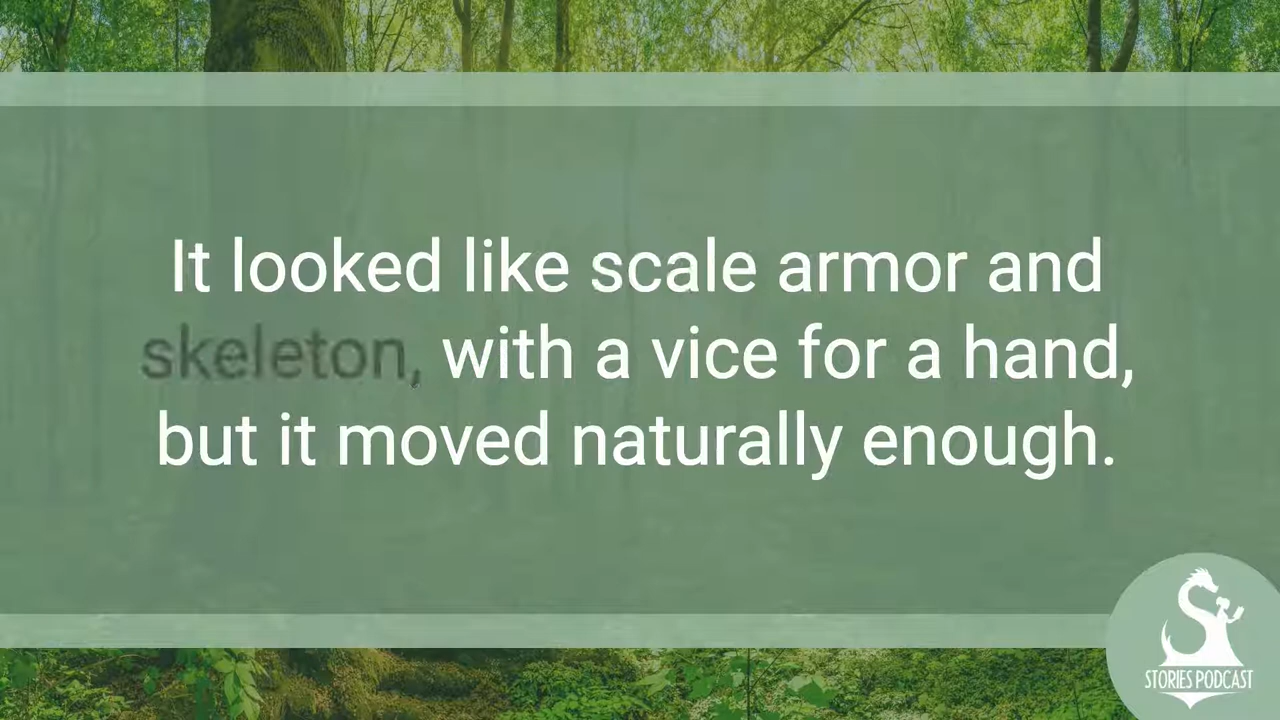 It looked like scale armor and
skeleton, with a vice for a hand,
but it moved naturally enough.
STORIES PODCAST